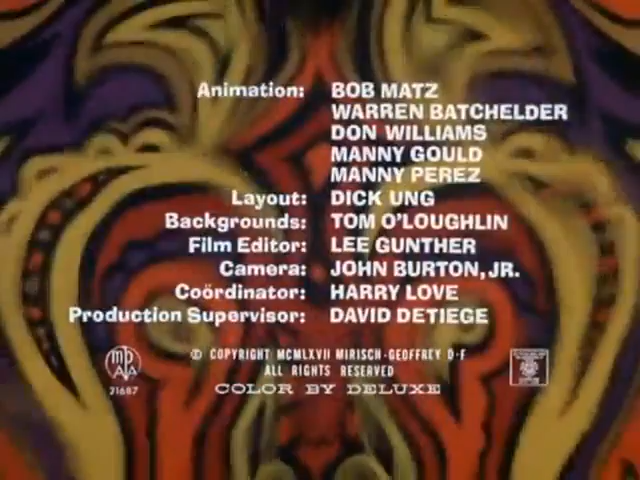 Animation: BOB MATZ
WARREN BATCHELDER
DON WILLIAMS
MANNY GOULD
MANNY PEREZ
Layout: DICK UNG
Backgrounds: TOM O'LOUGHLIN
Film Editor: LEE GUNTHER
Camera: JOHN BURTON, JR.
Coördinator: HARRY LOVE
Production Supervisor: DAVID DETIEGE
© COPYRIGHT MCMLXVII MIRISCH-GEOFFREY D-F
ALL RIGHTS RESERVED
COLOR BY DELUXE
MPAA
21687